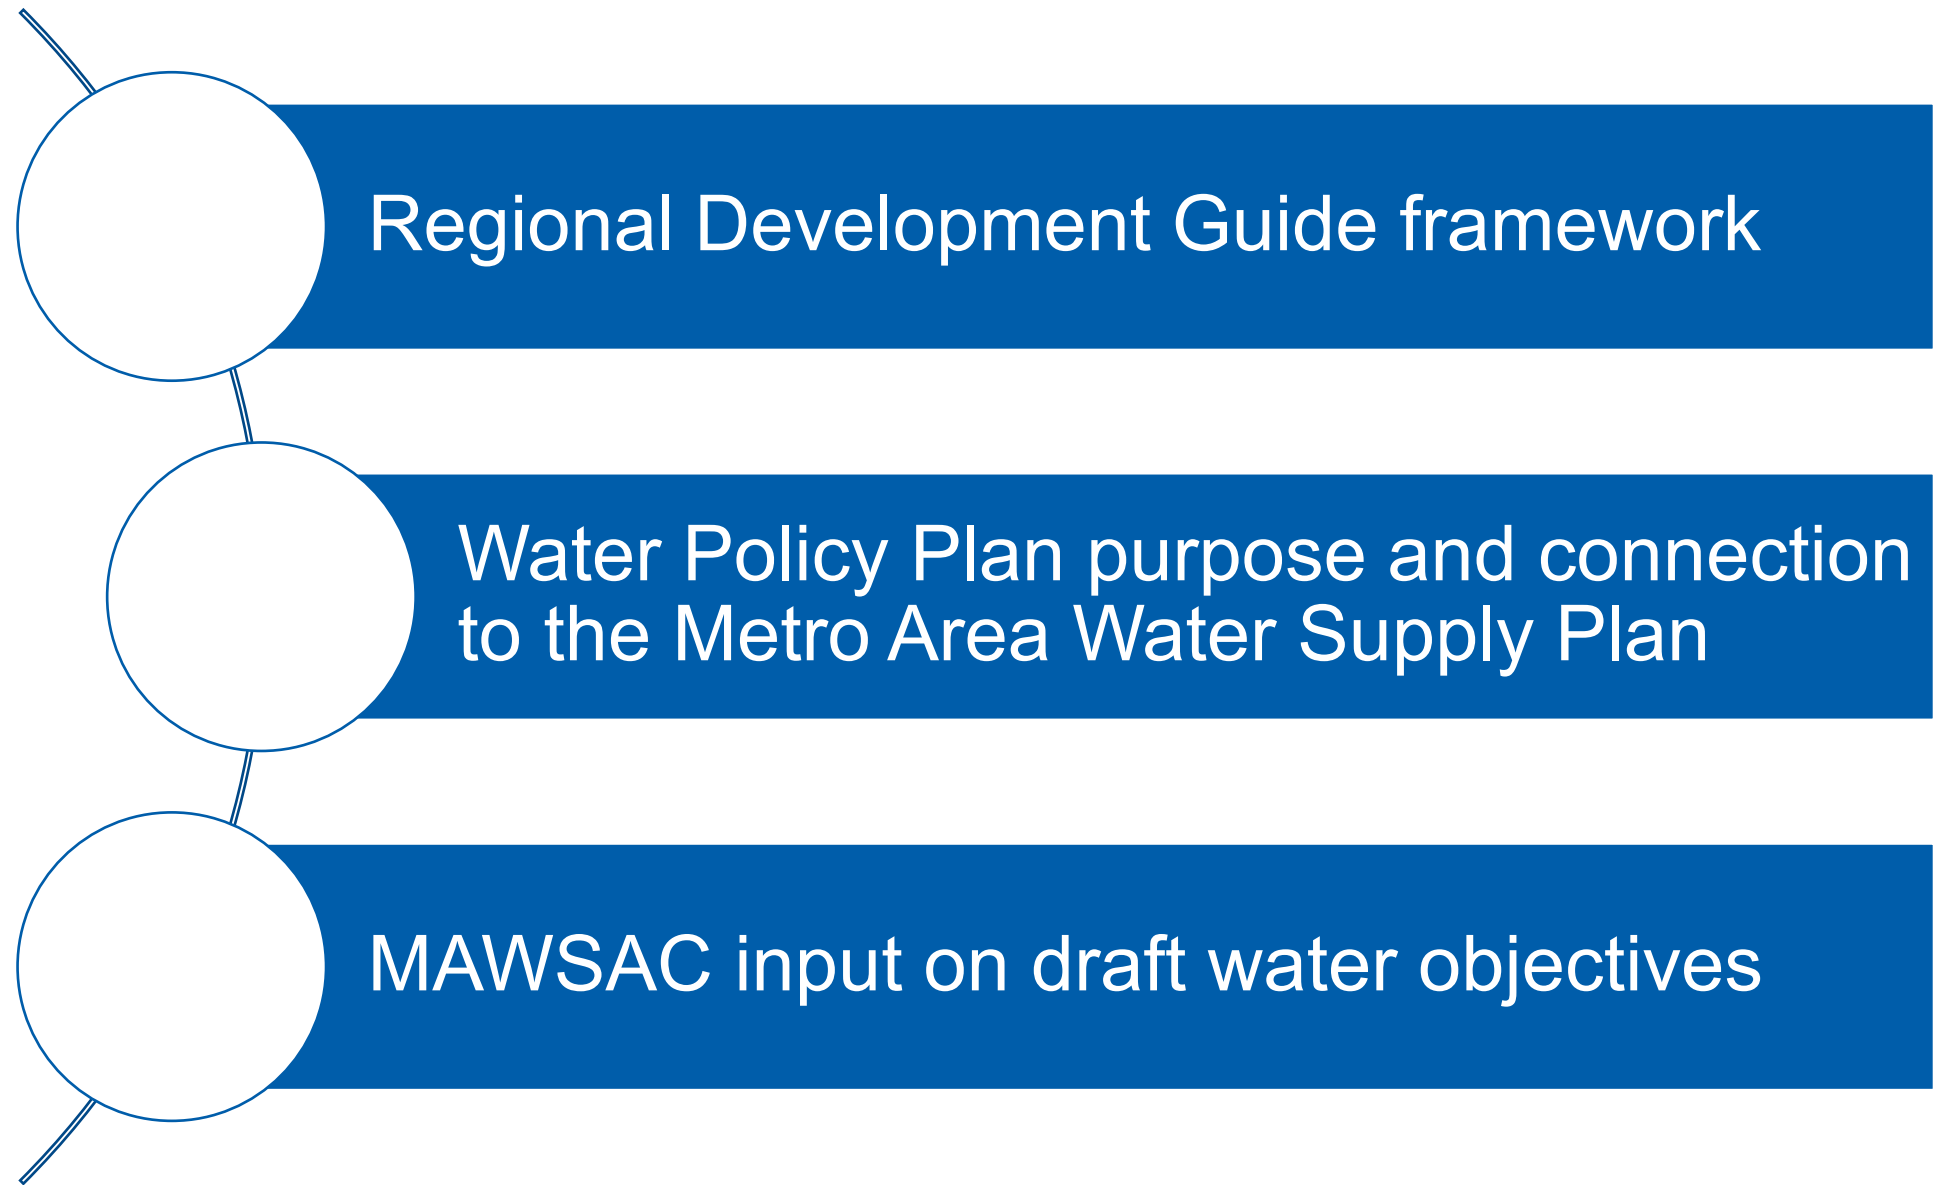 Regional Development Guide framework
Water Policy Plan purpose and connection
to the Metro Area Water Supply Plan
MAWSAC input on draft water objectives